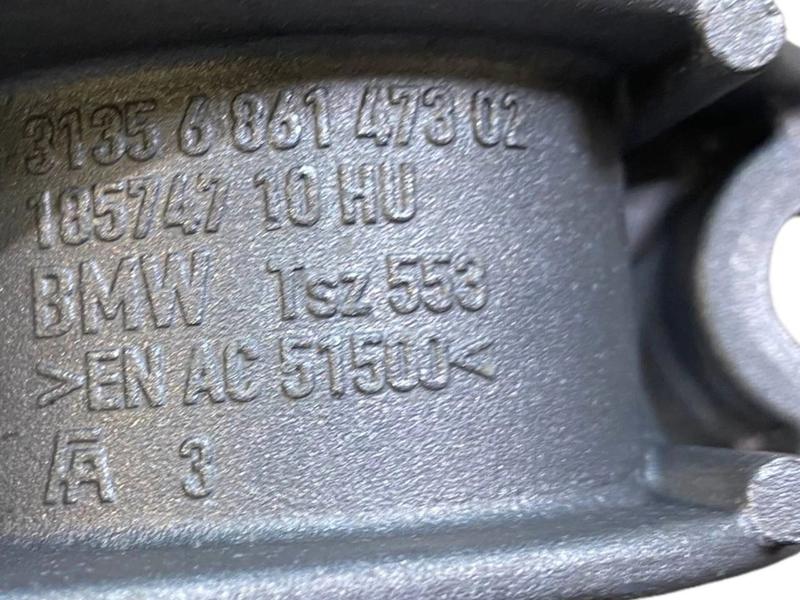 3135 6 861 473 02
185747 10 HU
BMW Tsz 553
>EN AC 51500<
3